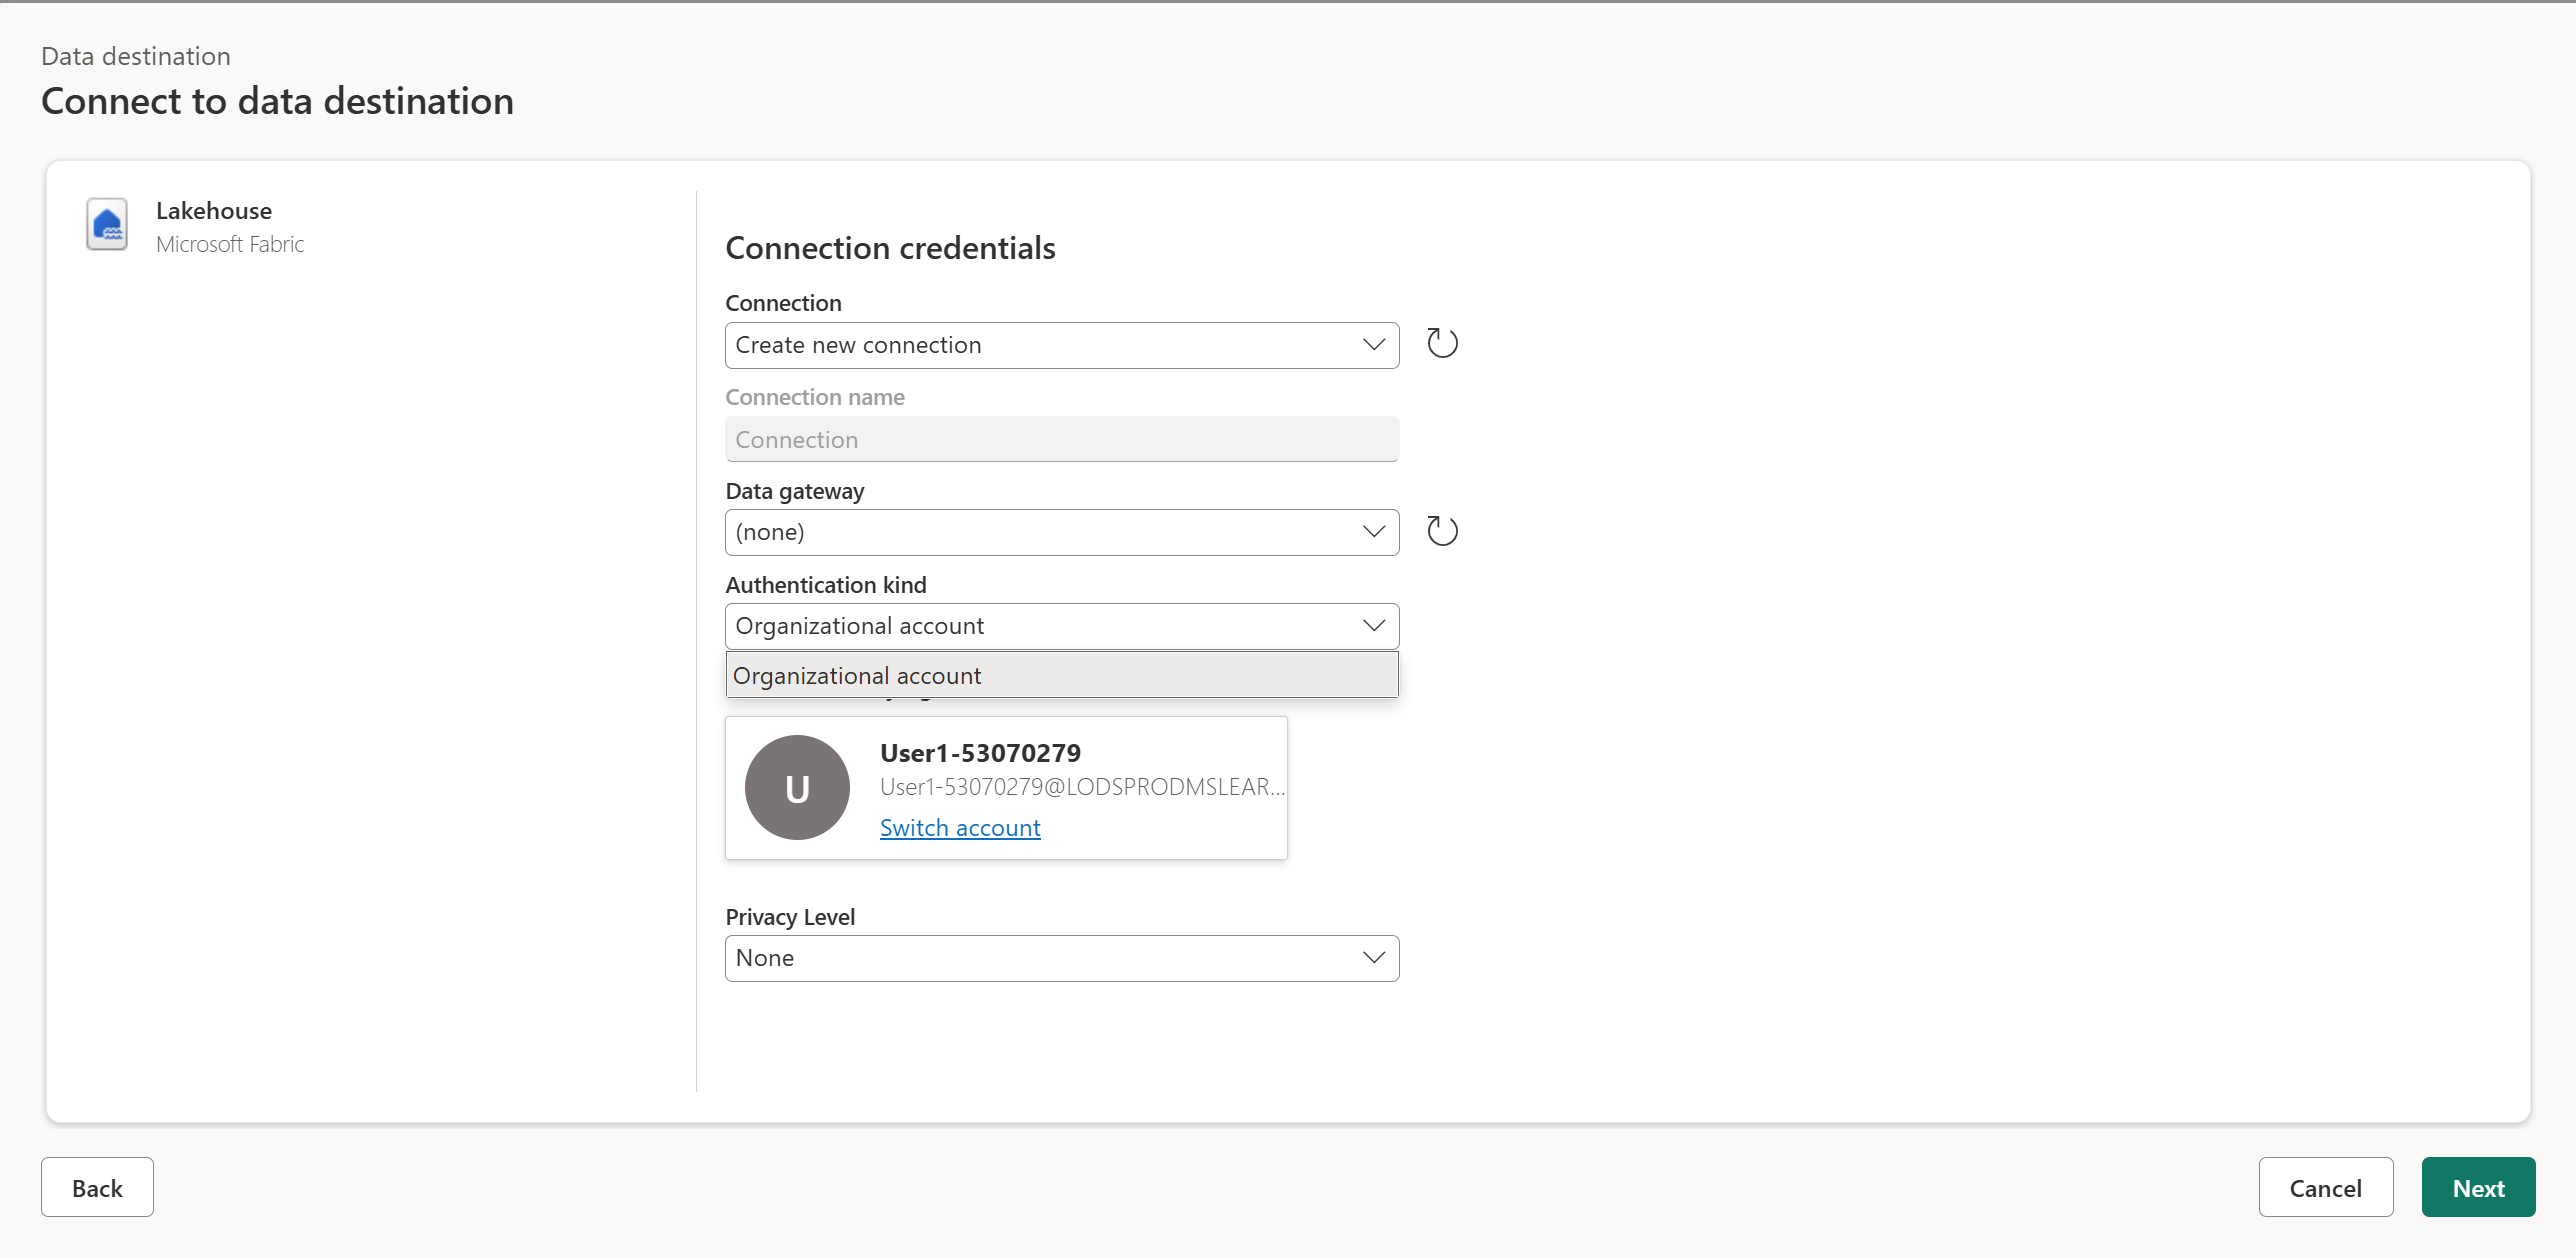 Data destination
Connect to data destination
Lakehouse
Microsoft Fabric
Connection credentials
Connection
Create new connection
Connection name
Connection
Data gateway
(none)
Authentication kind
Organizational account
Organizational account
U
User1-53070279
User1-53070279@LODSPRODMSLEAR...
Switch account
Privacy Level
None
Back
Cancel
Next